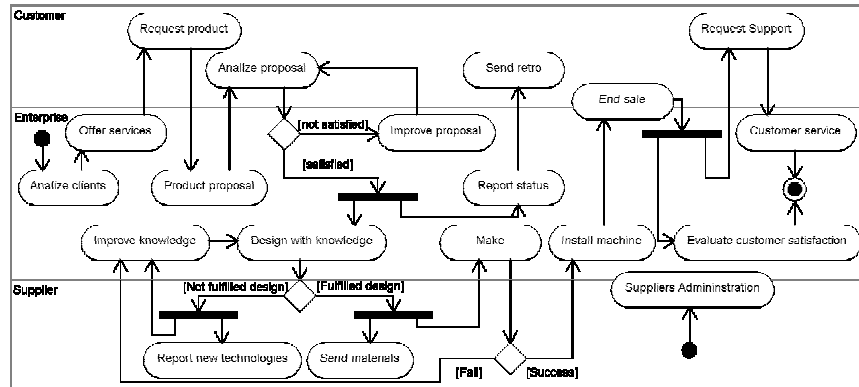 Customer
Request product
Request Support
Analize proposal
Send retro
End sale
Enterprise
Offer services
[not satisfied]
Improve proposal
Customer service
[satisfied]
Analize clients
Product proposal
Report status
Improve knowledge
Design with knowledge
Make
Install machine
Evaluate customer satisfaction
Supplier
[Not fulfilled design]
[Fulfilled design]
Suppliers Admininstration
Report new technologies
Send materials
[Fail]
[Success]